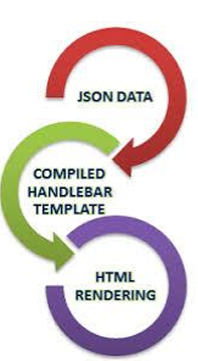 JSON DATA
COMPILED
HANDLEBAR
TEMPLATE
HTML
RENDERING